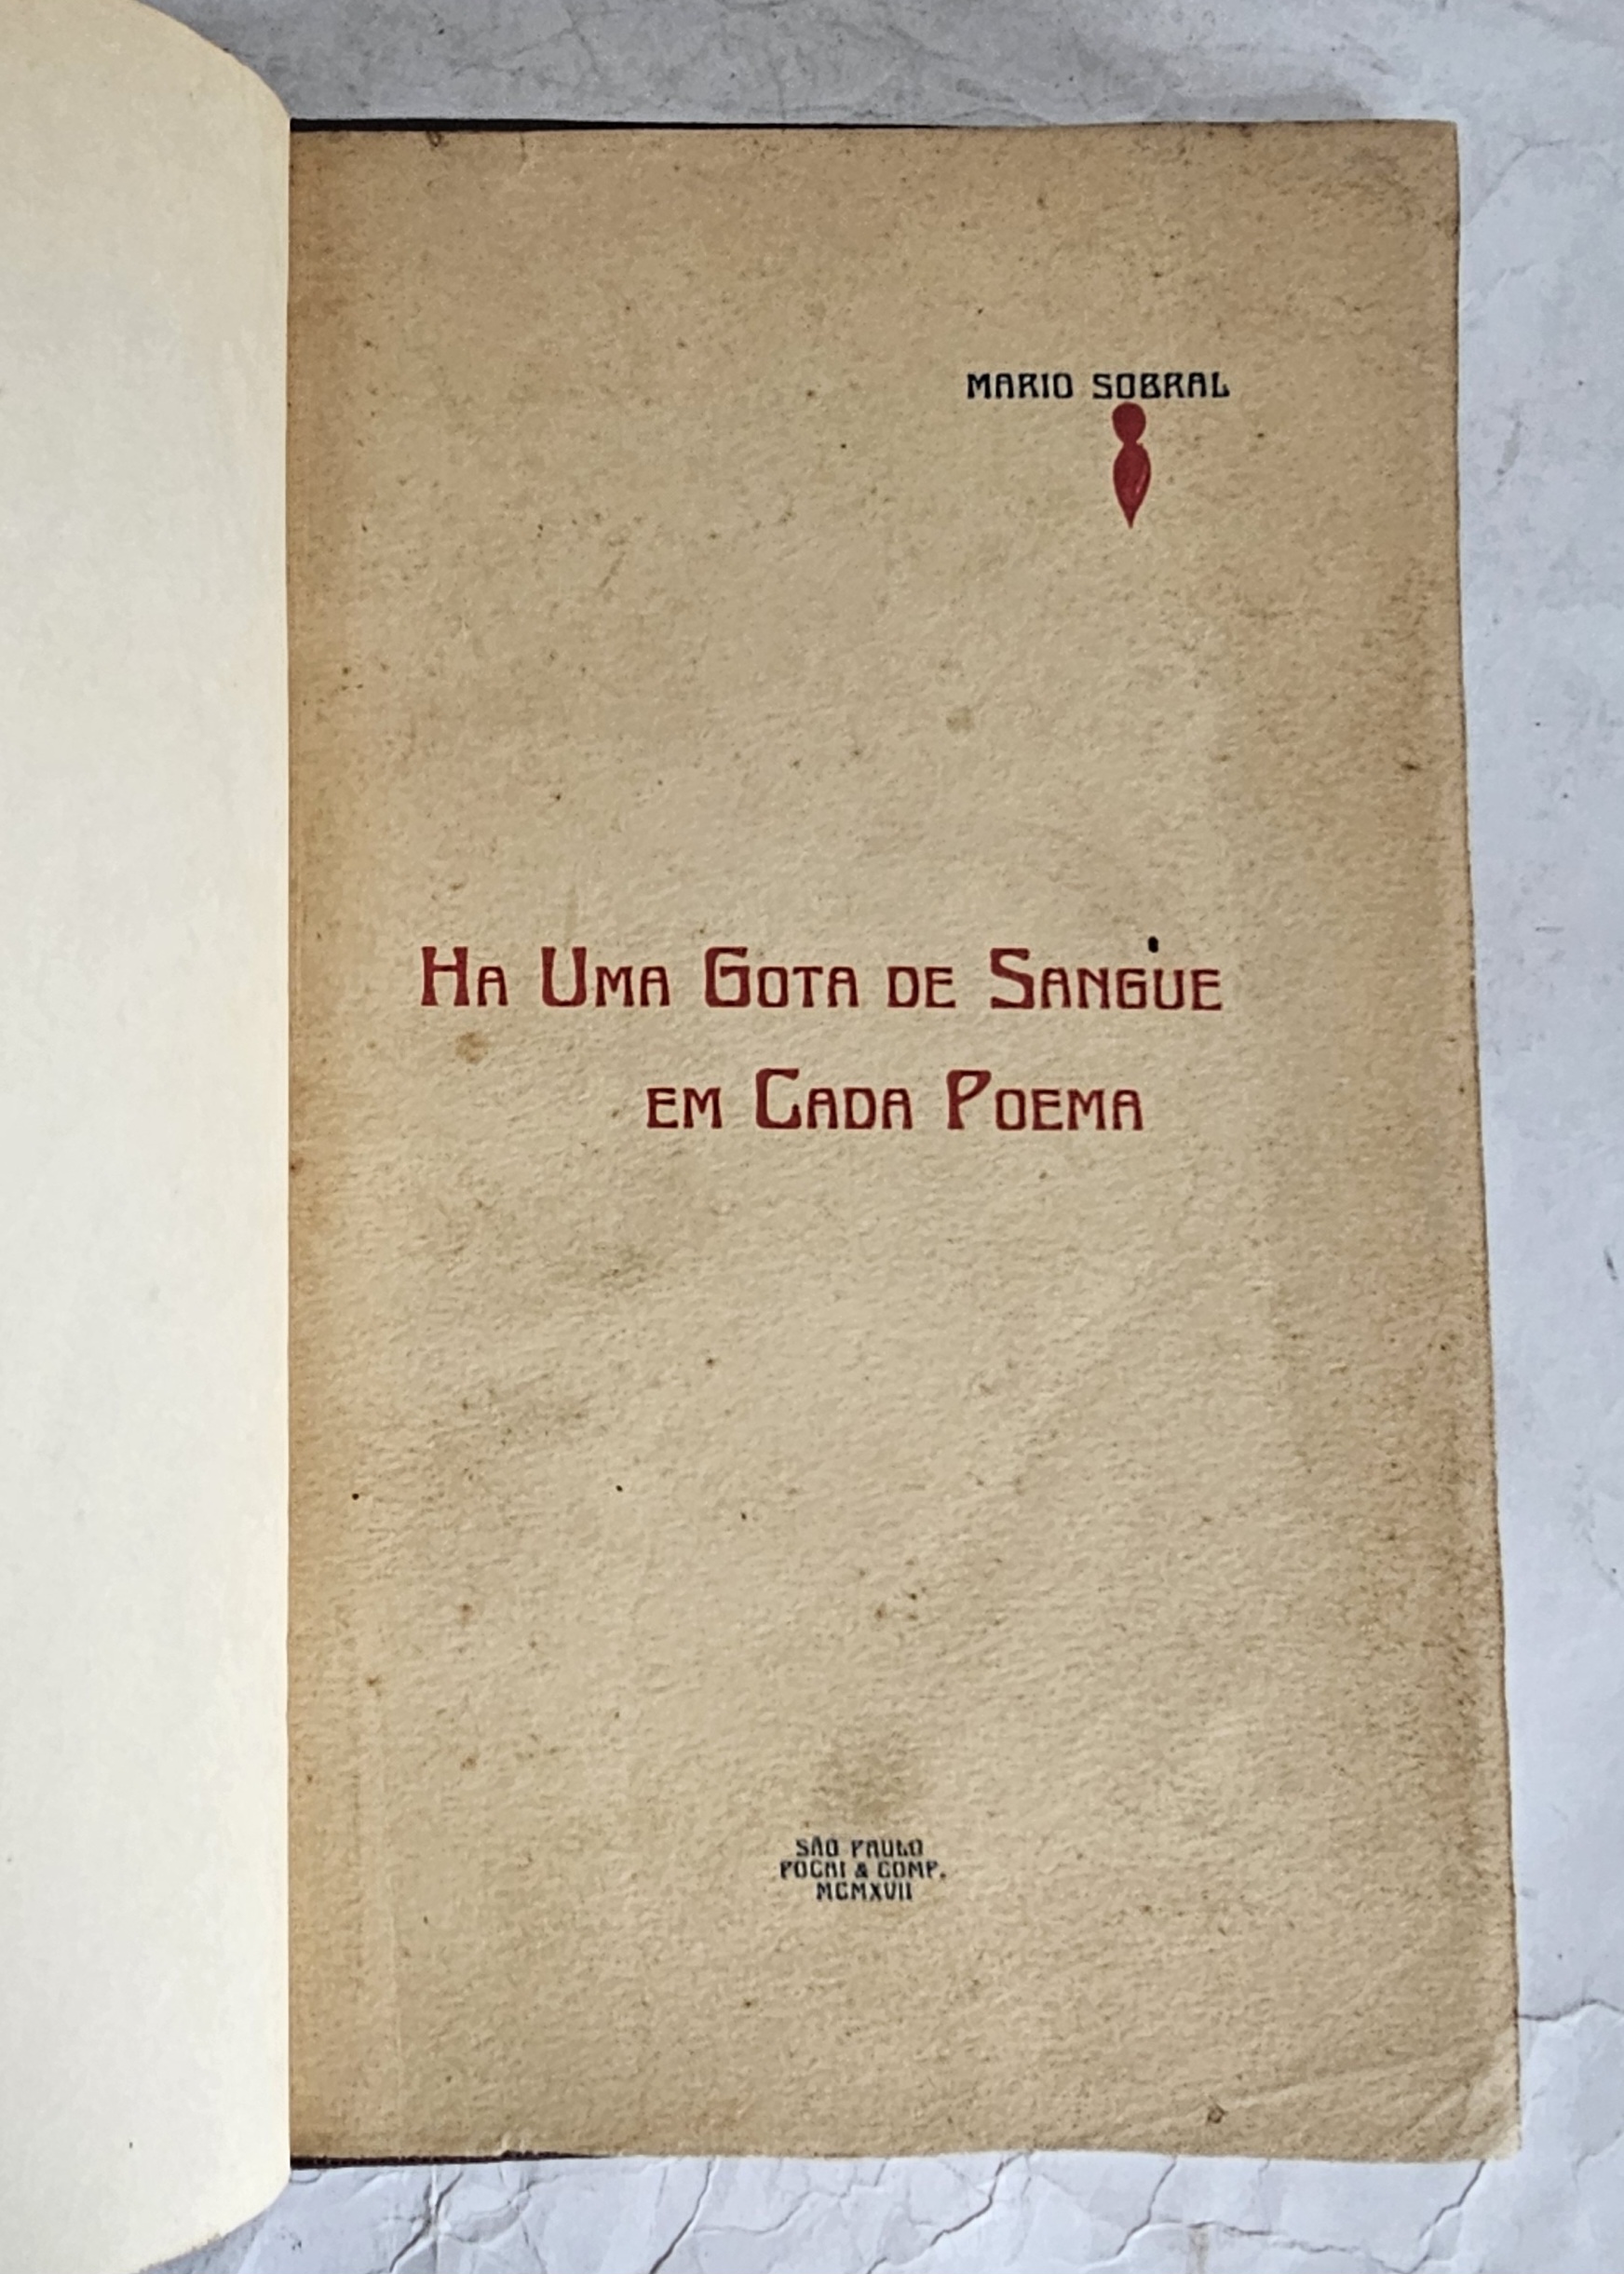 MARIO SOBRAL
HA UMA GOTA DE SANGUE
EM CADA POEMA
SÃO PAULO
POCAI & COMP.
MCMXVII